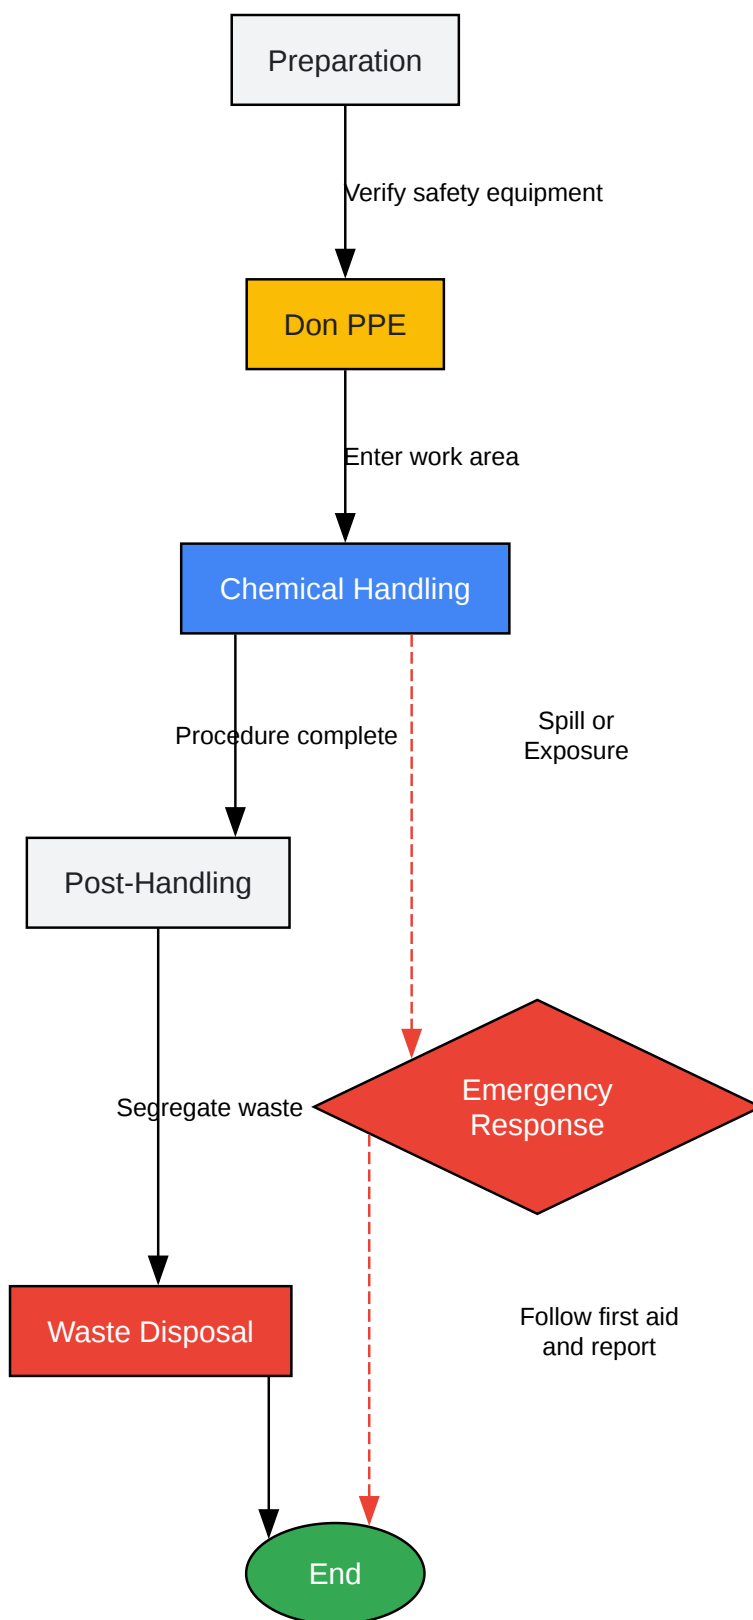 Preparation
Verify safety equipment
Don PPE
Enter work area
Chemical Handling
Spill or
Exposure
Procedure complete
Post-Handling
Emergency
Response
Segregate waste
Follow first aid
and report
Waste Disposal
End